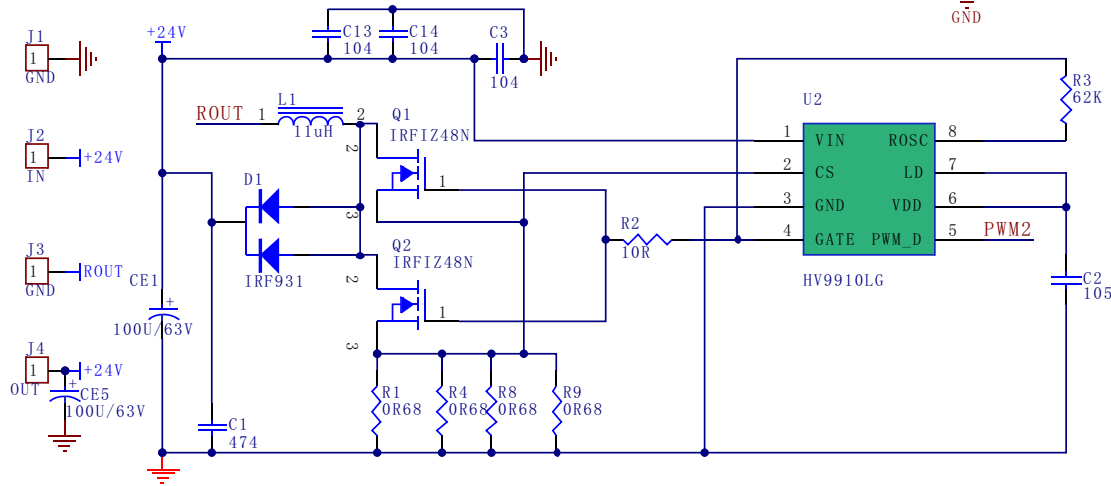 GND
J1
1
GND
J2
1
+24V
IN
J3
1
ROUT
GND
J4
1
+24V
OUT
+
CE5
100U/63V
+24V
C13
104
C14
104
C3
104
ROUT
1
L1
2
11uH
Q1
IRFIZ48N
2
1
3
D1
IRF931
Q2
IRFIZ48N
2
1
3
CE1
+
100U/63V
C1
474
R1
0R68
R4
0R68
R8
0R68
R9
0R68
R2
10R
U2
1 VIN ROSC 8
2 CS LD 7
3 GND VDD 6
4 GATE PWM_D 5
PWM2
HV9910LG
R3
62K
C2
105